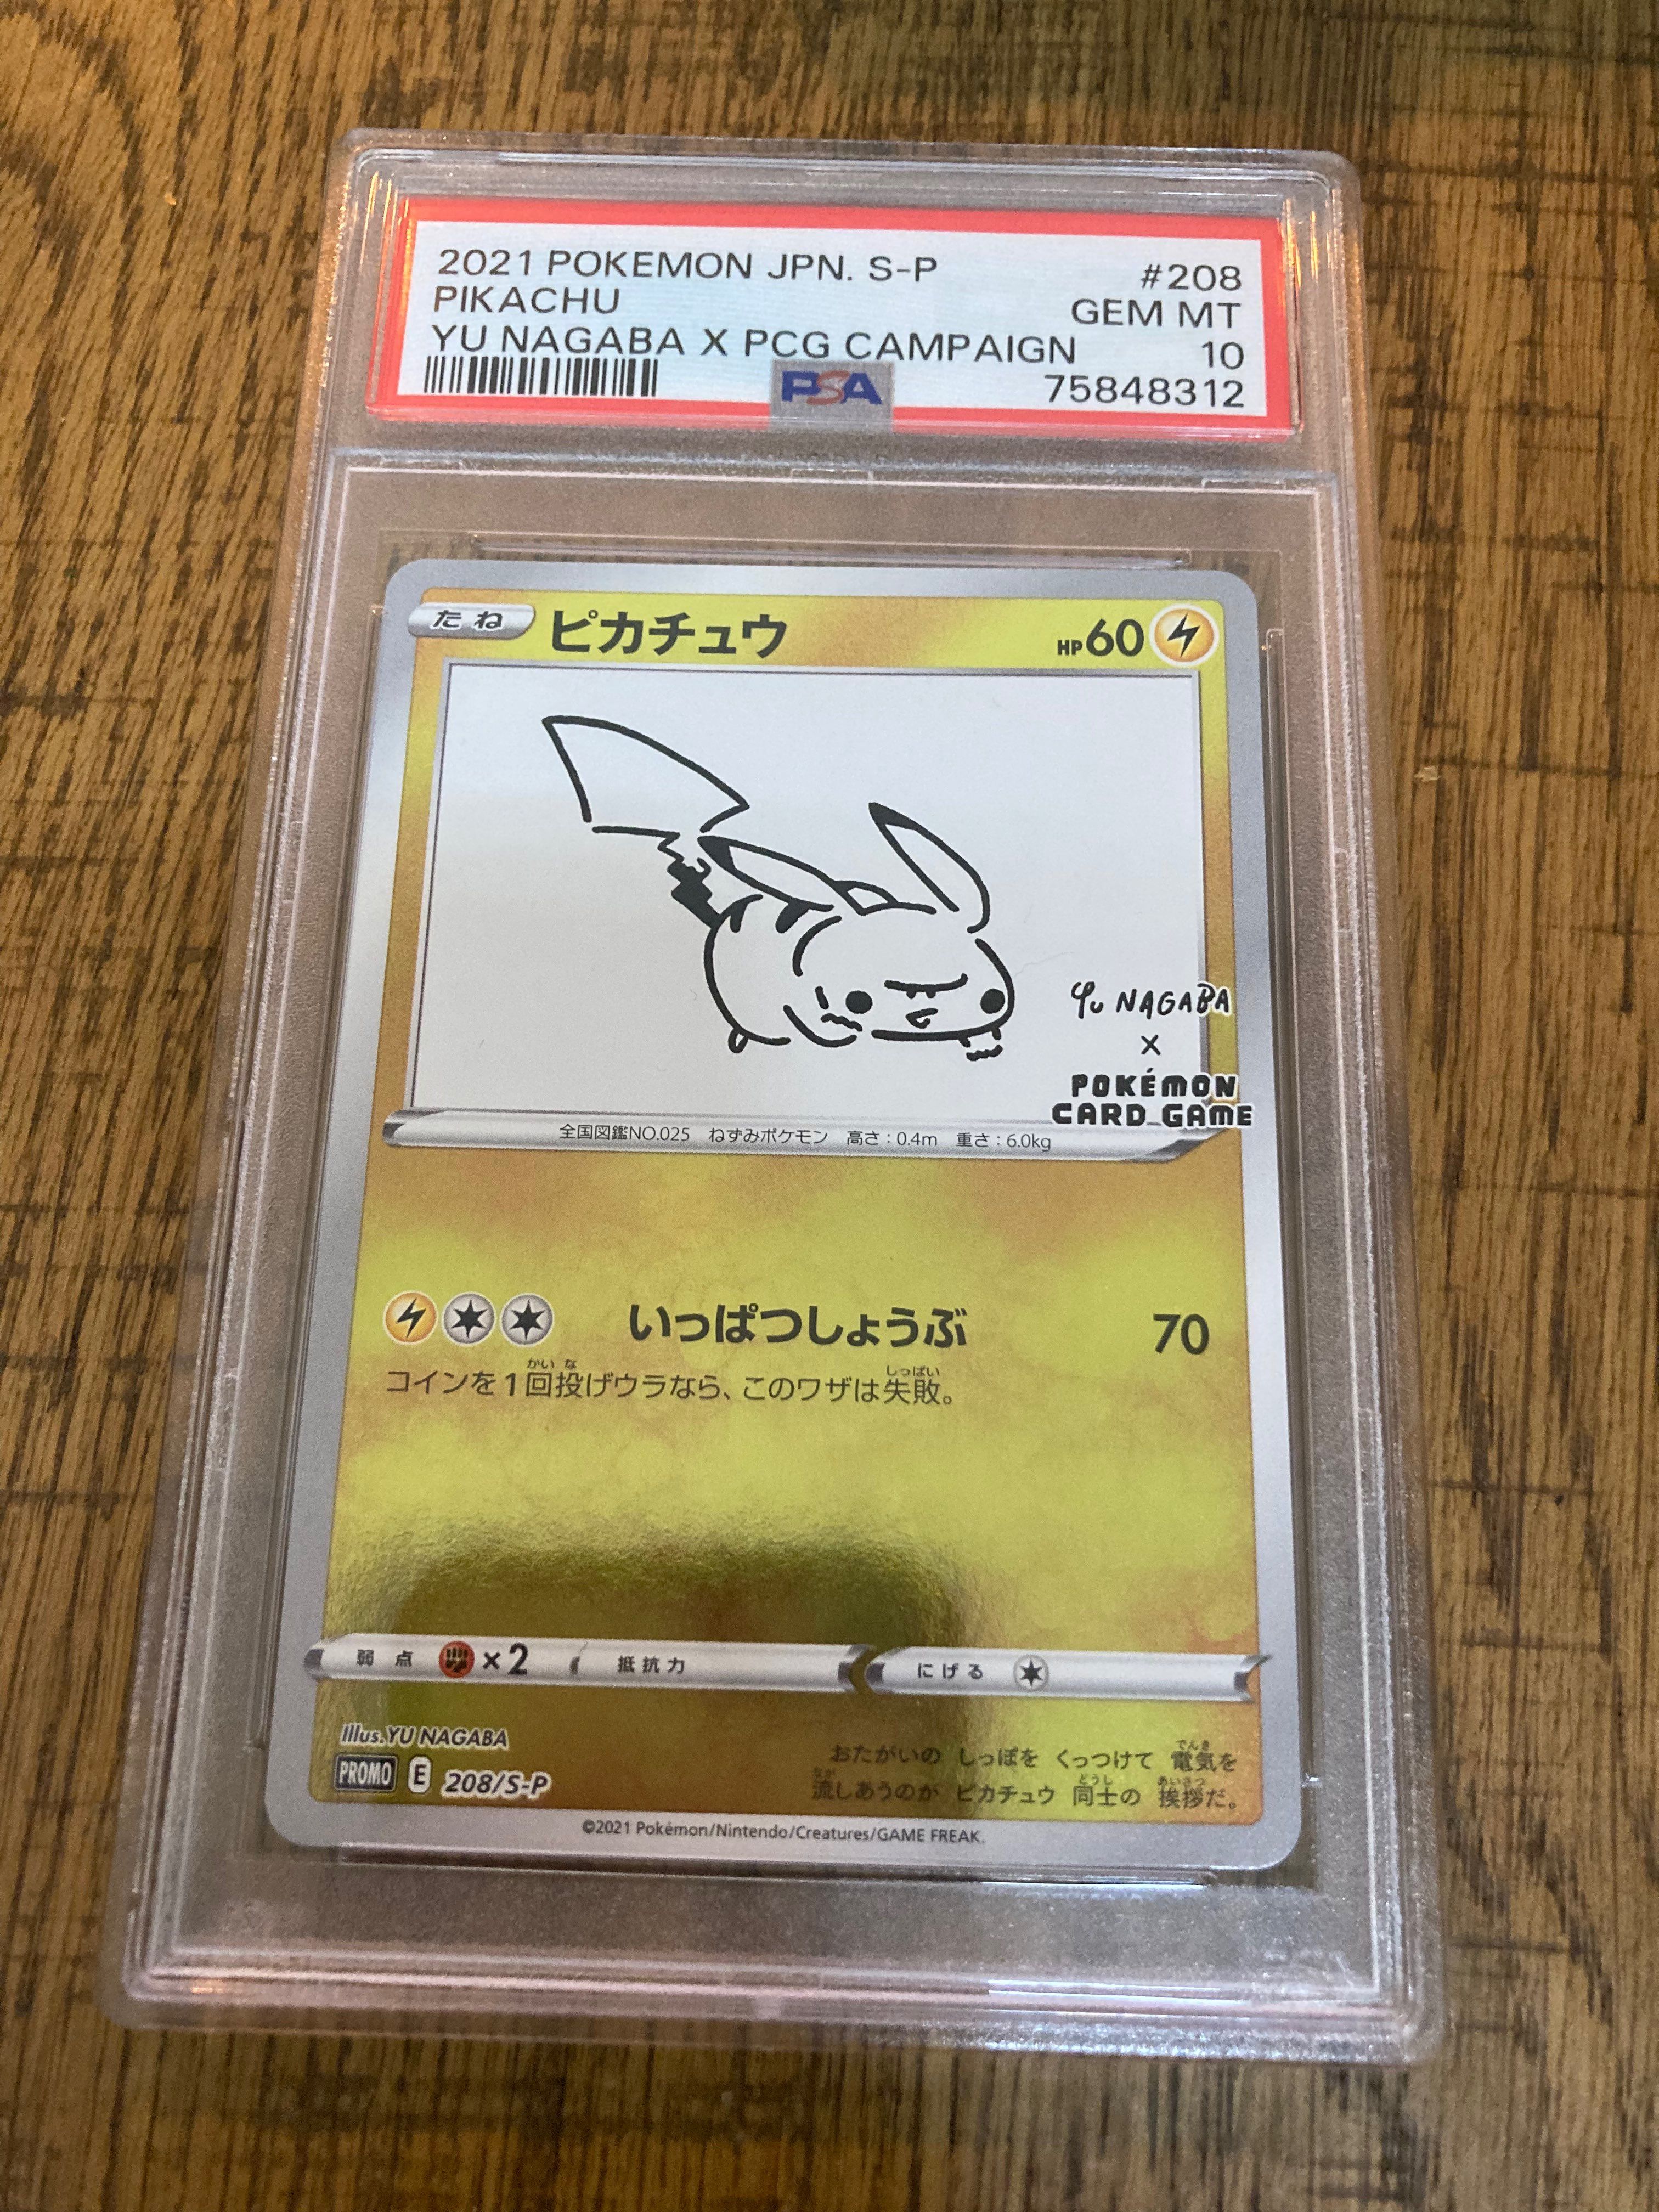 2021 POKEMON JPN. S-P #208
PIKACHU GEM MT
YU NAGABA X PCG CAMPAIGN 10
PSA 75848312
たね ピカチュウ HP60
YU NAGABA
×
POKÉMON
CARD GAME
全国図鑑NO.025 ねずみポケモン 高さ:0.4m 重さ:6.0kg
いっぱつしょうぶ 70
コインを1回投げウラなら、このワザは失敗。
弱点 ×2 抵抗力 にげる
Illus. YU NAGABA
PROMO E 208/S-P
おたがいの しっぽを くっつけて 電気を
流しあうのが ピカチュウ 同士の 挨拶だ。
©2021 Pokémon/Nintendo/Creatures/GAME FREAK.